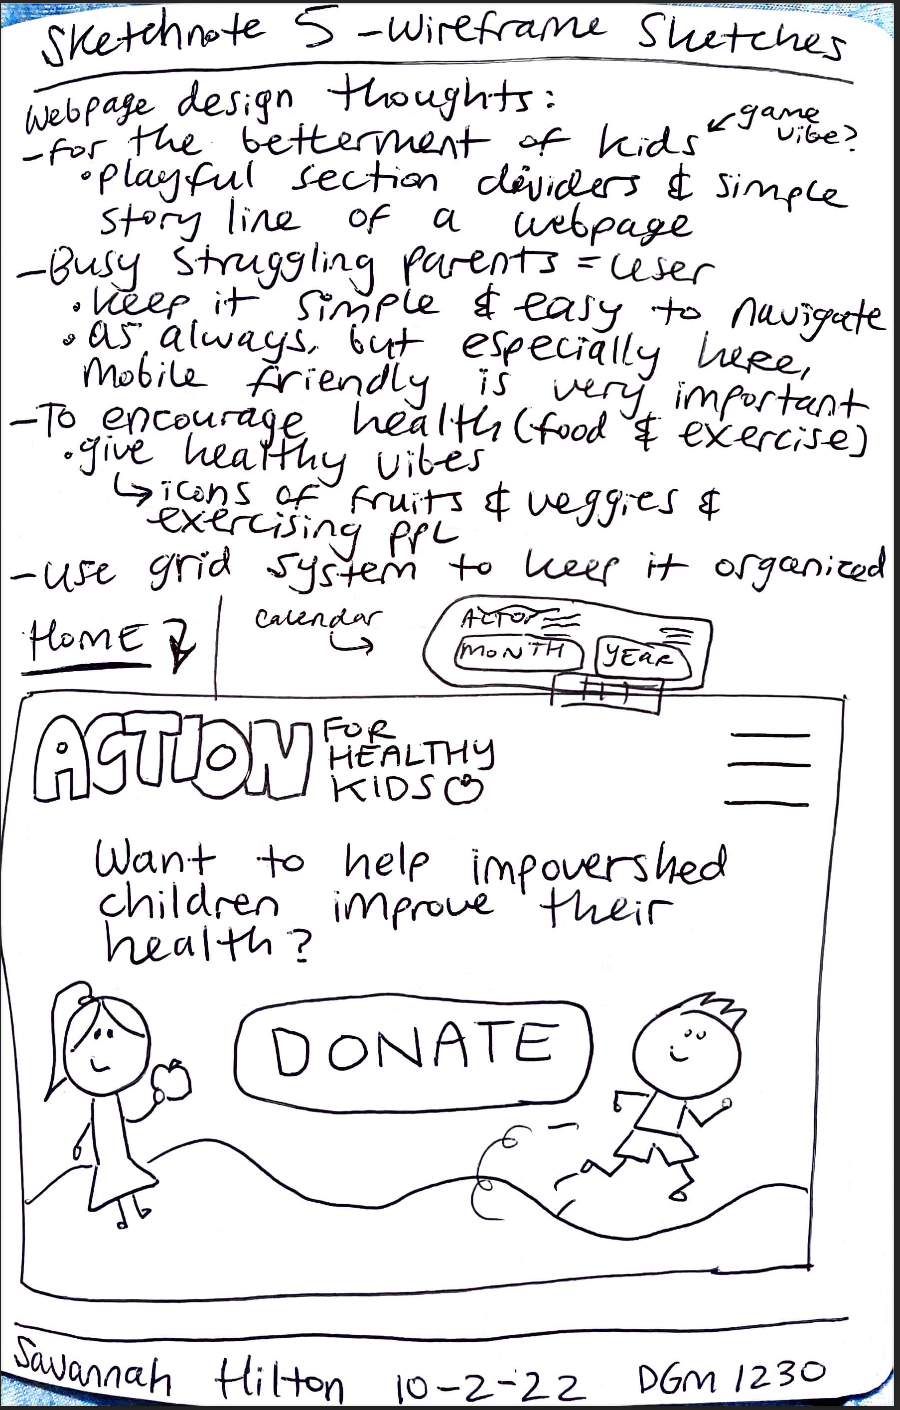 Sketchnote 5 - Wireframe Sketches
Webpage design thoughts:
- for the betterment of kids
game
vibe?
• playful section dividers & simple
story line of a webpage
- Busy struggling parents = user
• keep it simple & easy to navigate
• as always, but especially here,
mobile friendly is very important
- To encourage health (food & exercise)
• give healthy vibes
↳ icons of fruits & veggies &
exercising ppl
- use grid system to keep it organized
HOME
calendar
MONTH
YEAR
ACTION FOR
HEALTHY
KIDS
Want to help impovershed
children improve their
health?
DONATE
Savannah Hilton 10-2-22 DGM 1230